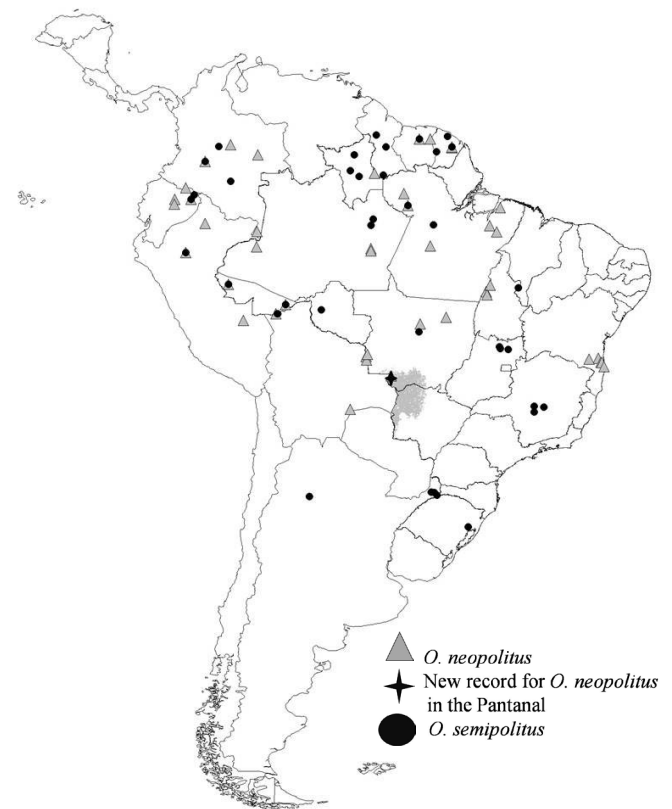 O. neopolitus
New record for O. neopolitus
in the Pantanal
O. semipolitus